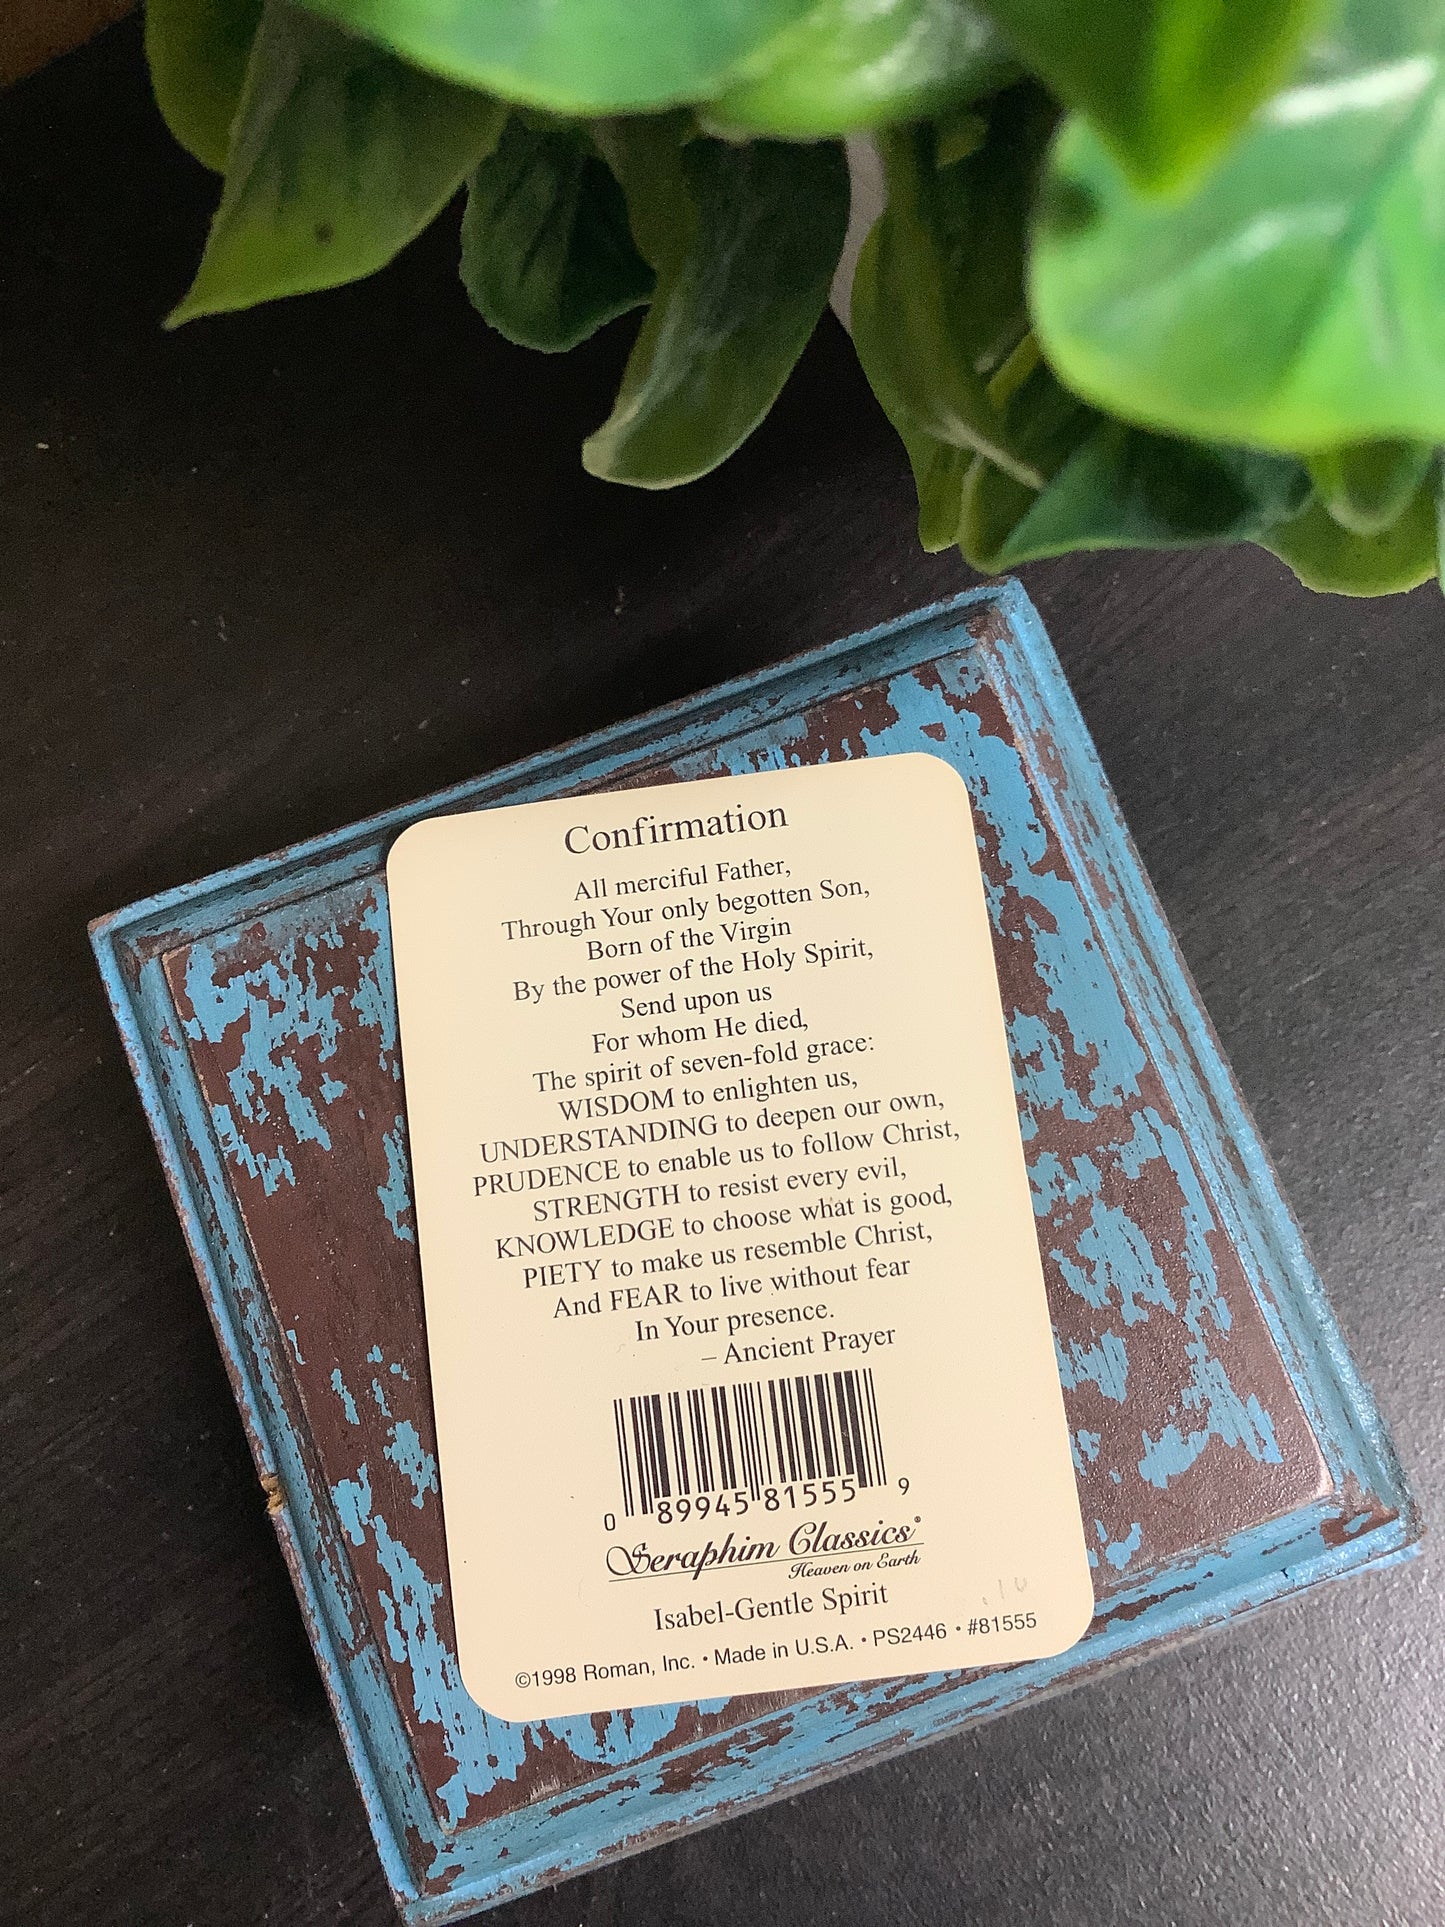 Confirmation
All merciful Father,
Through Your only begotten Son,
Born of the Virgin
By the power of the Holy Spirit,
Send upon us
For whom He died,
The spirit of seven-fold grace:
WISDOM to enlighten us,
UNDERSTANDING to deepen our own,
PRUDENCE to enable us to follow Christ,
STRENGTH to resist every evil,
KNOWLEDGE to choose what is good,
PIETY to make us resemble Christ,
And FEAR to live without fear
In Your presence.
– Ancient Prayer
0 89945 81555 9
Seraphim Classics®
Heaven on Earth
Isabel-Gentle Spirit
.10
©1998 Roman, Inc. • Made in U.S.A. • PS2446 • #81555